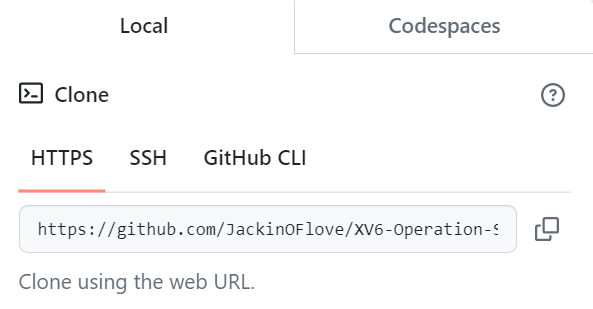 Local Codespaces
Clone
HTTPS SSH GitHub CLI
https://github.com/JackinOFlove/XV6-Operation-S
Clone using the web URL.